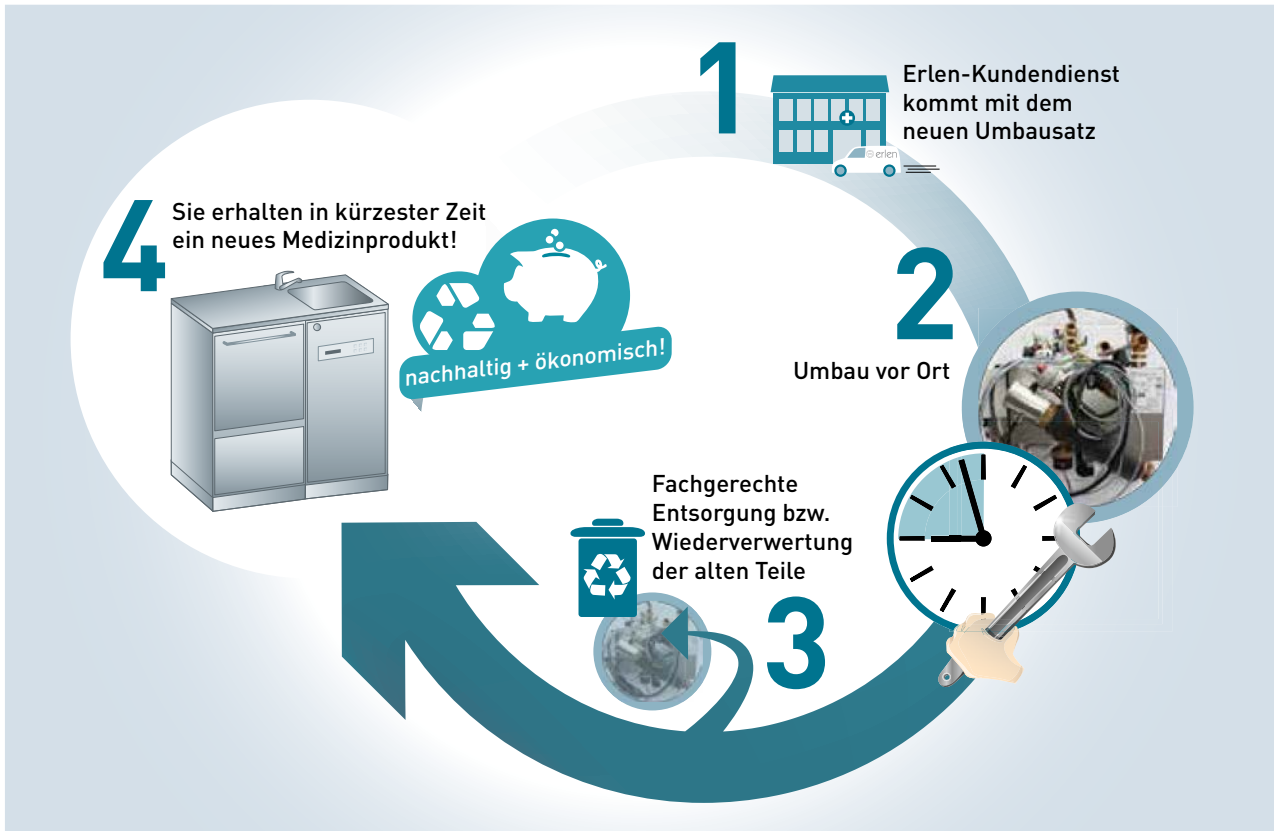 1
Erlen-Kundendienst
kommt mit dem
neuen Umbausatz
erlen
2
Umbau vor Ort
3
Fachgerechte
Entsorgung bzw.
Wiederverwertung
der alten Teile
4
Sie erhalten in kürzester Zeit
ein neues Medizinprodukt!
nachhaltig + ökonomisch!